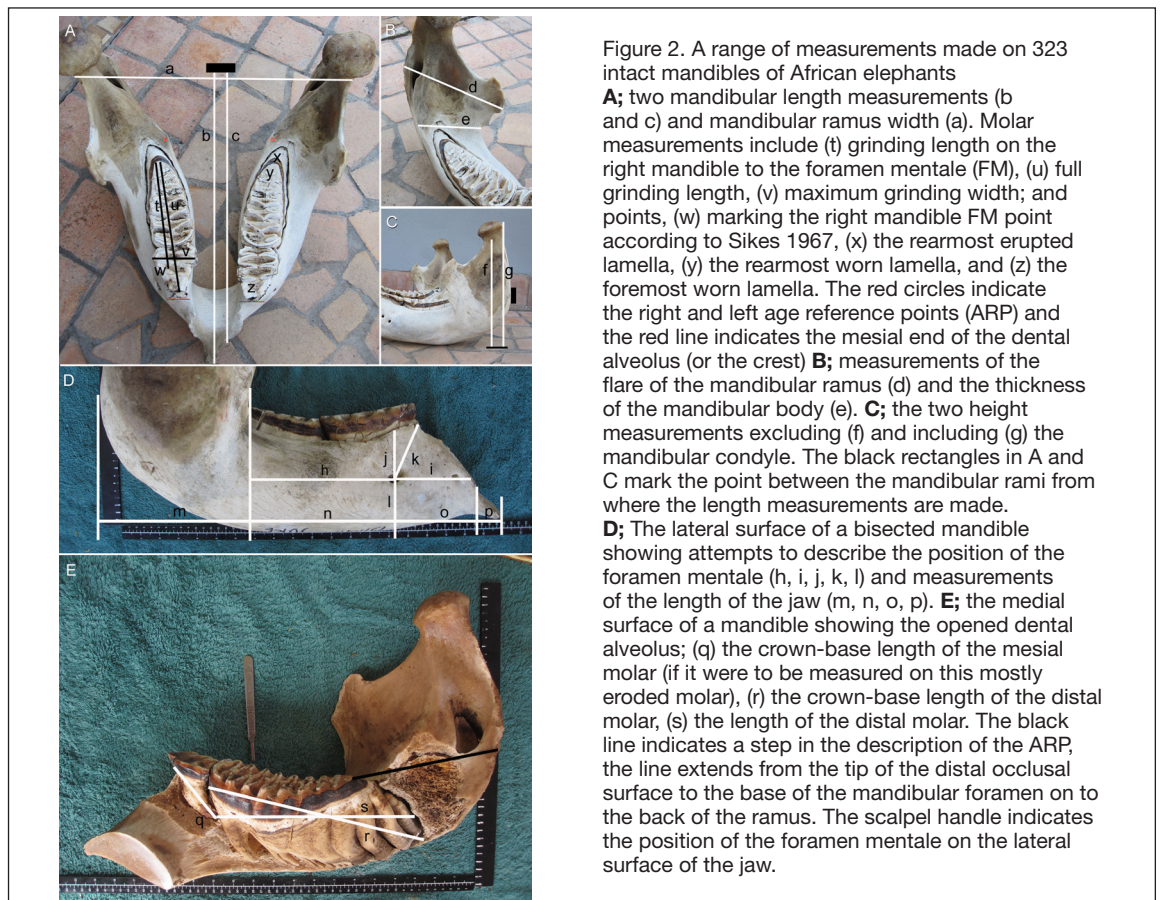 A
a
b
c
x
y
t
u
v
w
z
B
d
e
C
f
g
D
h
j
k
i
l
m
n
o
p
E
s
q
r
Figure 2. A range of measurements made on 323
intact mandibles of African elephants
A; two mandibular length measurements (b
and c) and mandibular ramus width (a). Molar
measurements include (t) grinding length on the
right mandible to the foramen mentale (FM), (u) full
grinding length, (v) maximum grinding width; and
points, (w) marking the right mandible FM point
according to Sikes 1967, (x) the rearmost erupted
lamella, (y) the rearmost worn lamella, and (z) the
foremost worn lamella. The red circles indicate
the right and left age reference points (ARP) and
the red line indicates the mesial end of the dental
alveolus (or the crest) B; measurements of the
flare of the mandibular ramus (d) and the thickness
of the mandibular body (e). C; the two height
measurements excluding (f) and including (g) the
mandibular condyle. The black rectangles in A and
C mark the point between the mandibular rami from
where the length measurements are made.
D; The lateral surface of a bisected mandible
showing attempts to describe the position of the
foramen mentale (h, i, j, k, l) and measurements
of the length of the jaw (m, n, o, p). E; the medial
surface of a mandible showing the opened dental
alveolus; (q) the crown-base length of the mesial
molar (if it were to be measured on this mostly
eroded molar), (r) the crown-base length of the distal
molar, (s) the length of the distal molar. The black
line indicates a step in the description of the ARP,
the line extends from the tip of the distal occlusal
surface to the base of the mandibular foramen on to
the back of the ramus. The scalpel handle indicates
the position of the foramen mentale on the lateral
surface of the jaw.